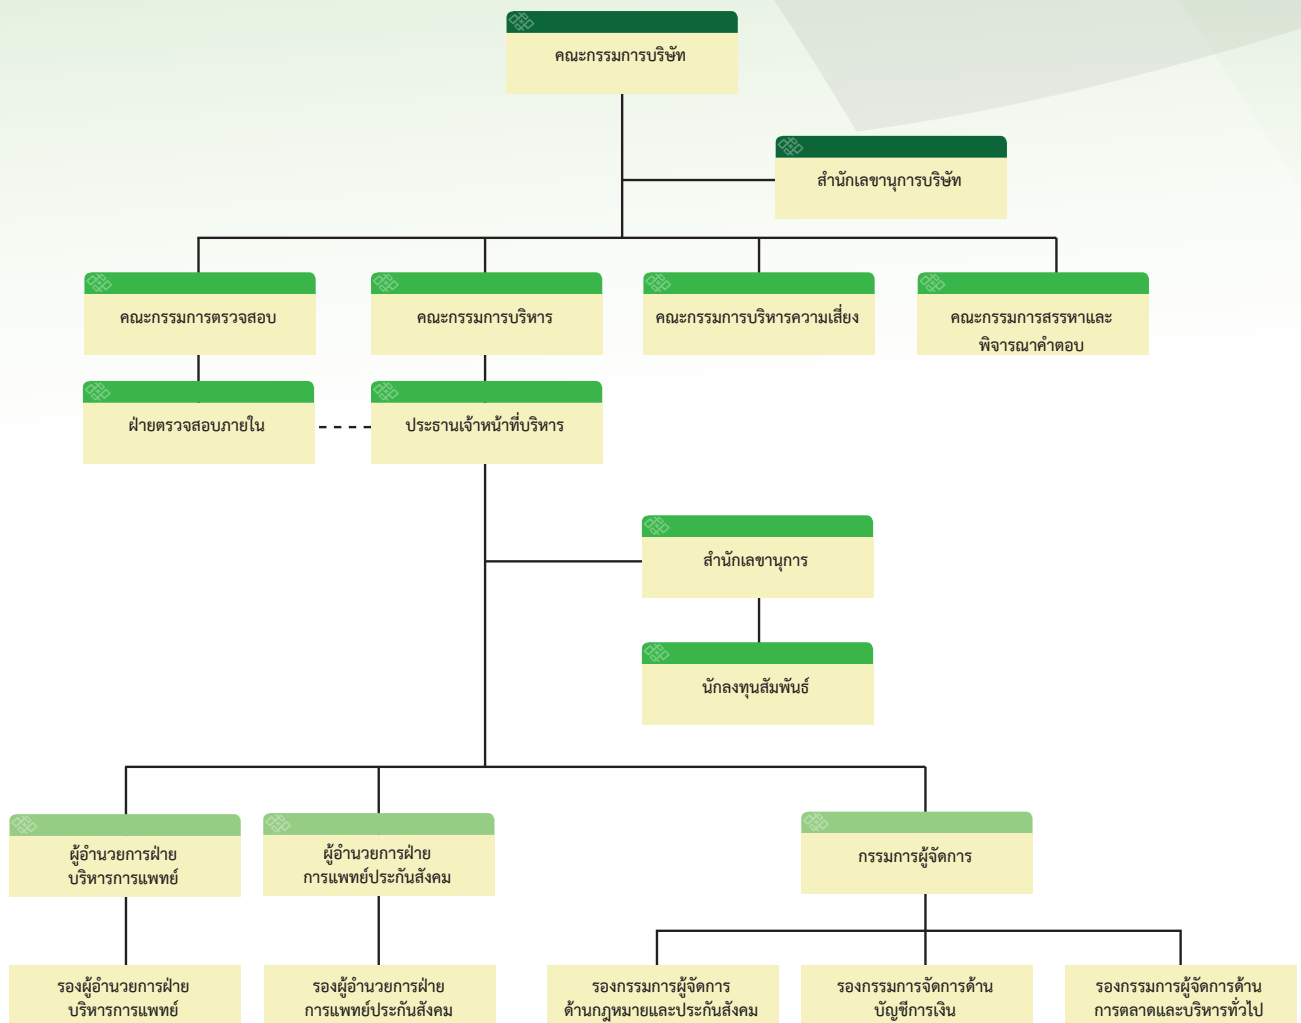 คณะกรรมการบริษัท
สำนักเลขานุการบริษัท
คณะกรรมการตรวจสอบ
คณะกรรมการบริหาร
คณะกรรมการบริหารความเสี่ยง
คณะกรรมการสรรหาและ
พิจารณาคำตอบ
ฝ่ายตรวจสอบภายใน
ประธานเจ้าหน้าที่บริหาร
สำนักเลขานุการ
นักลงทุนสัมพันธ์
ผู้อำนวยการฝ่าย
บริหารการแพทย์
ผู้อำนวยการฝ่าย
การแพทย์ประกันสังคม
กรรมการผู้จัดการ
รองผู้อำนวยการฝ่าย
บริหารการแพทย์
รองผู้อำนวยการฝ่าย
การแพทย์ประกันสังคม
รองกรรมการผู้จัดการ
ด้านกฎหมายและประกันสังคม
รองกรรมการจัดการด้าน
บัญชีการเงิน
รองกรรมการผู้จัดการด้าน
การตลาดและบริหารทั่วไป